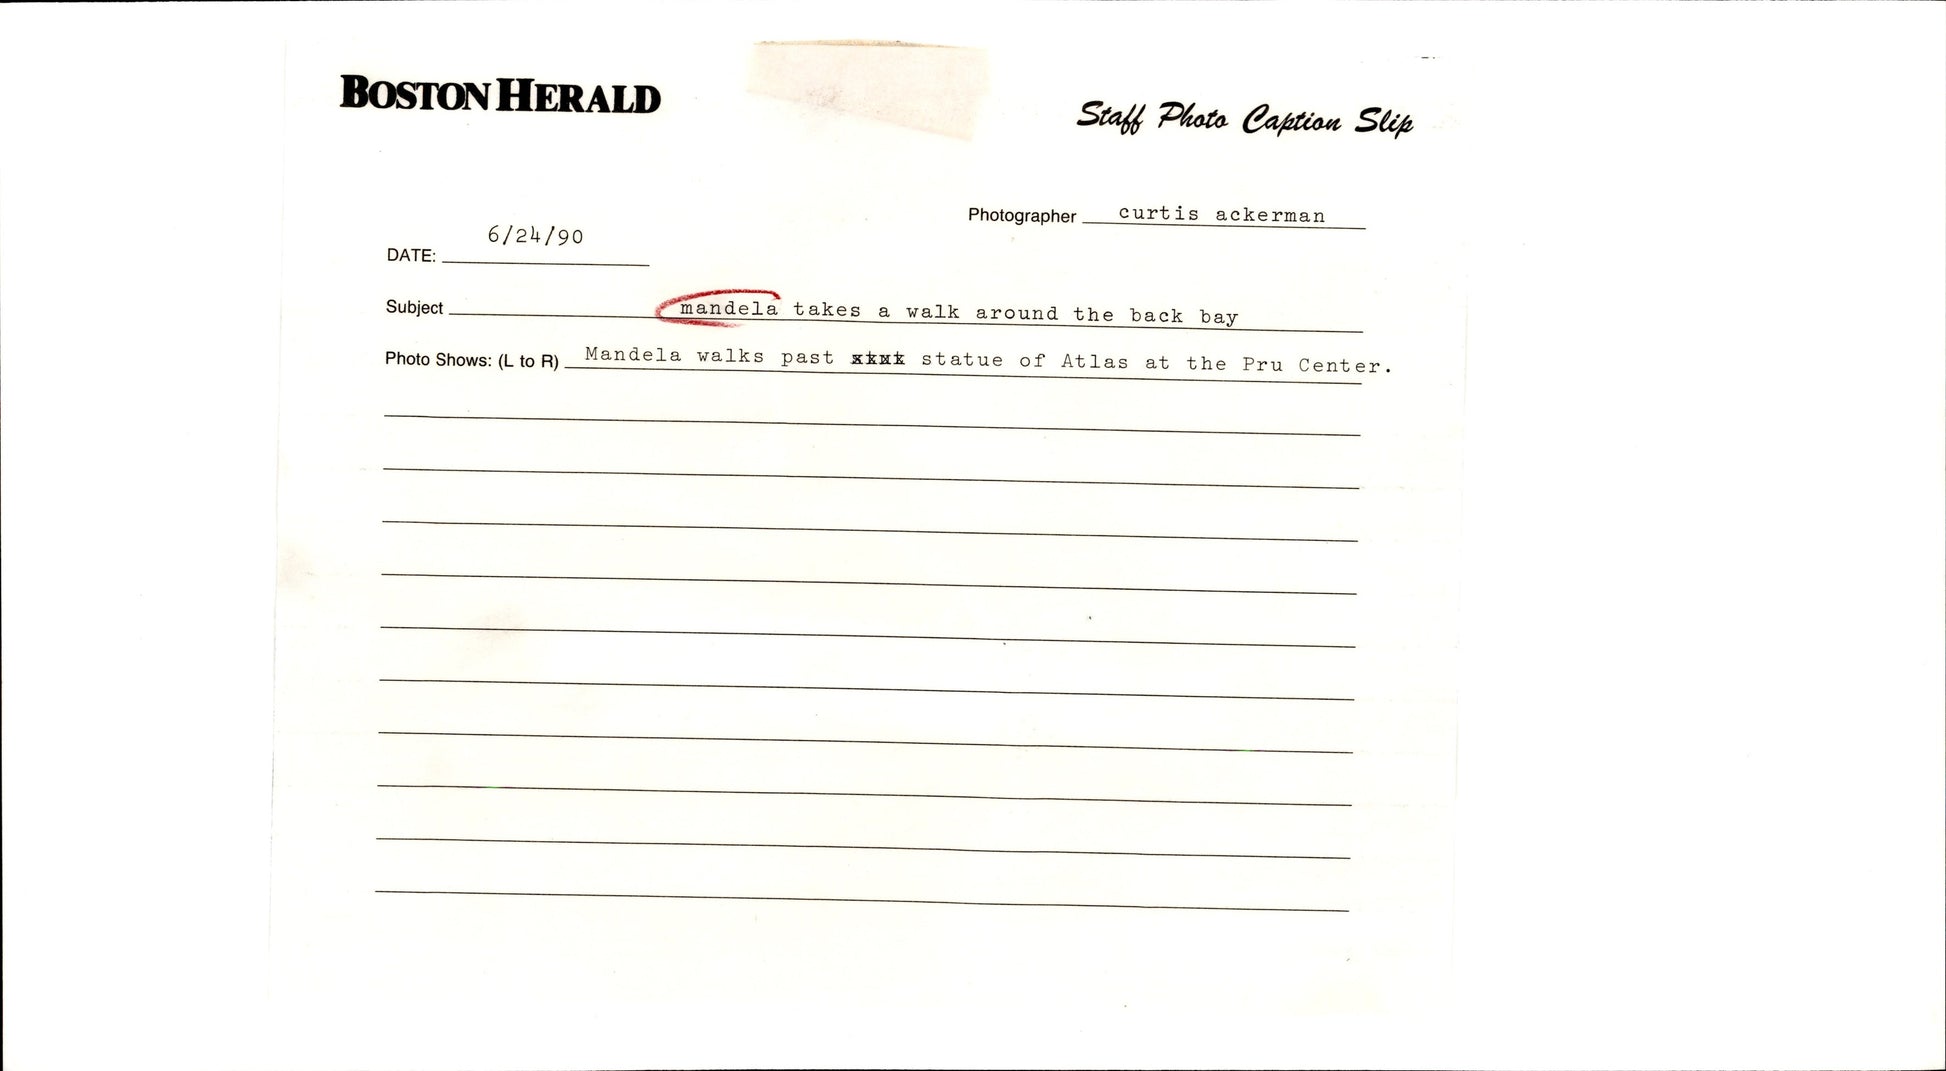 BOSTON HERALD
Staff Photo Caption Slip
Photographer curtis ackerman
6/24/90
DATE:
Subject mandela takes a walk around the back bay
Photo Shows: (L to R) Mandela walks past statue of Atlas at the Pru Center.